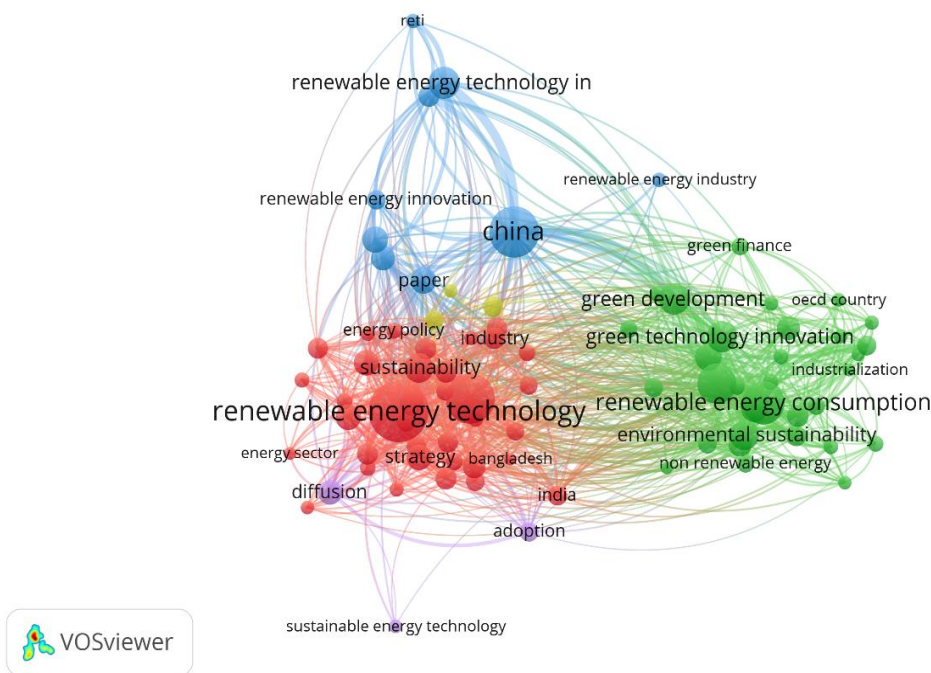 reti
renewable energy technology in
renewable energy industry
renewable energy innovation
china
green finance
paper
green development
oecd country
energy policy
industry
green technology innovation
sustainability
industrialization
renewable energy technology
renewable energy consumption
environmental sustainability
energy sector
strategy
bangladesh
non renewable energy
diffusion
india
adoption
sustainable energy technology
VOSviewer